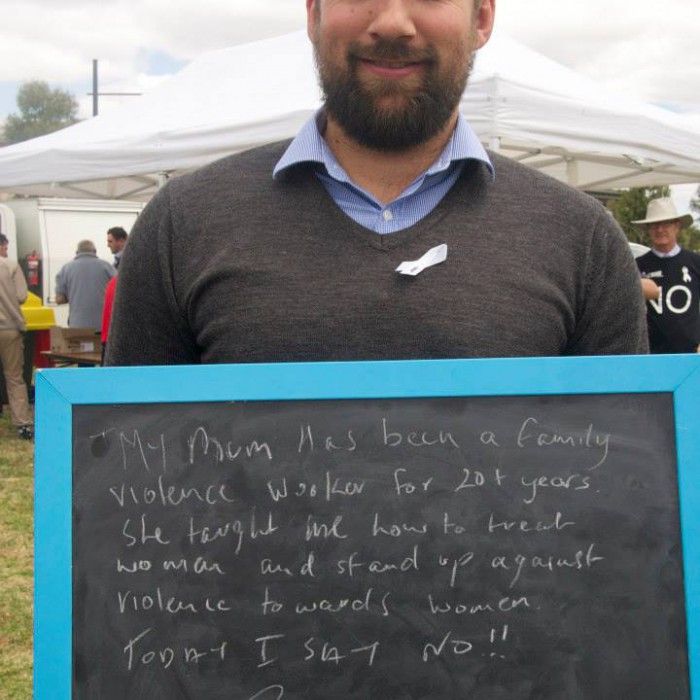 "My Mum Has been a family
violence worker for 20+ years.
She taught me how to treat
woman and stand up against
violence towards women.
TODAY I SAY NO!!
NO